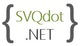 { SVQdot
.NET }